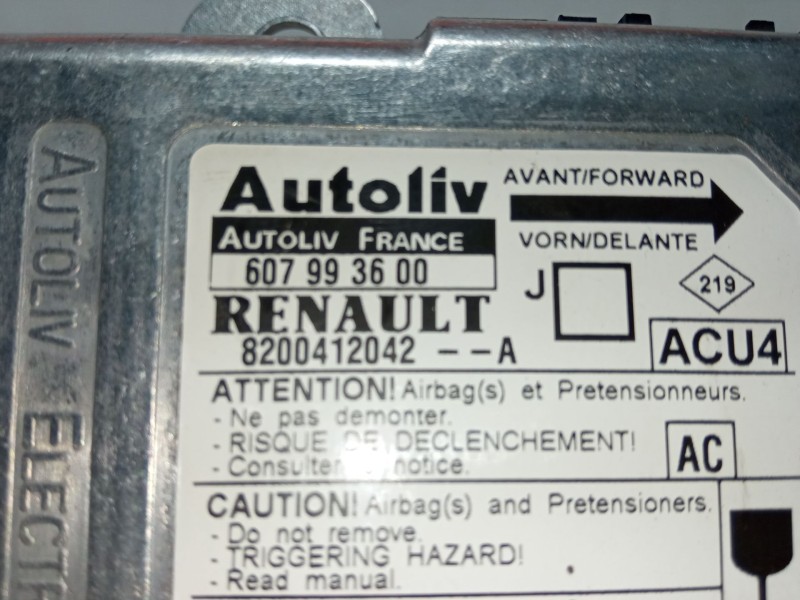 Autoliv
AVANT/FORWARD
AUTOLIV FRANCE
VORN/DELANTE
607 99 36 00
J
219
RENAULT
8200412042 --A
ACU4
ATTENTION! Airbag(s) et Pretensionneurs.
- Ne pas demonter.
- RISQUE DE DECLENCHEMENT!
- Consulter notice.
AC
CAUTION! Airbag(s) and Pretensioners.
- Do not remove.
- TRIGGERING HAZARD!
- Read manual.
AUTOLIV